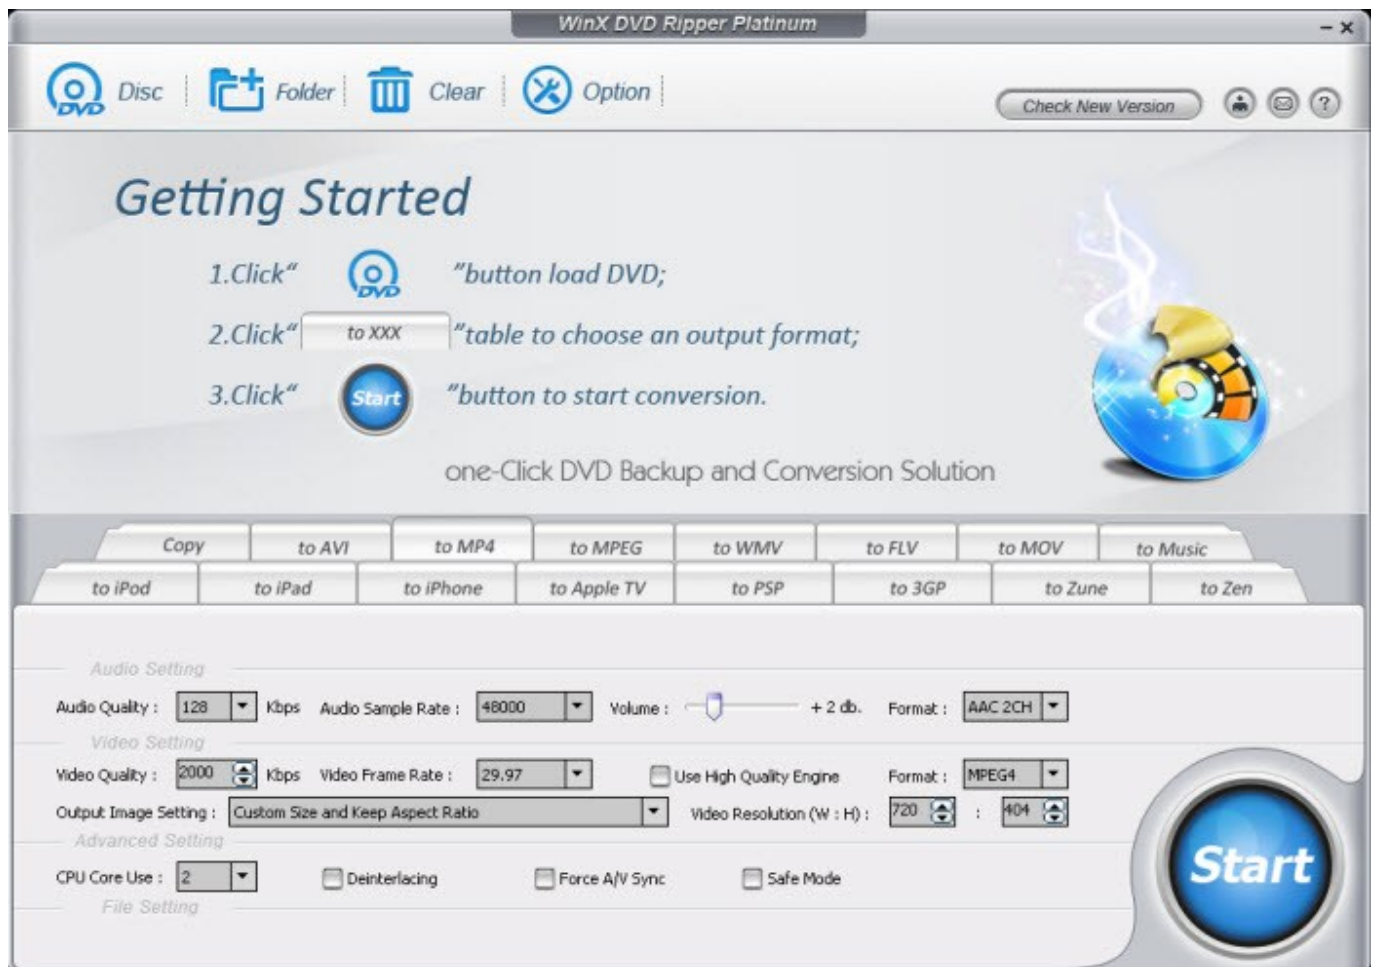 WinX DVD Ripper Platinum
Disc Folder Clear Option Check New Version ?
Getting Started
1.Click“ DVD ”button load DVD;
2.Click“ to XXX ”table to choose an output format;
3.Click“ Start ”button to start conversion.
one-Click DVD Backup and Conversion Solution
Copy to AVI to MP4 to MPEG to WMV to FLV to MOV to Music
to iPod to iPad to iPhone to Apple TV to PSP to 3GP to Zune to Zen
Audio Setting
Audio Quality : 128 Kbps Audio Sample Rate : 48000 Volume : + 2 db. Format : AAC 2CH
Video Setting
Video Quality : 2000 Kbps Video Frame Rate : 29.97 Use High Quality Engine Format : MPEG4
Output Image Setting : Custom Size and Keep Aspect Ratio Video Resolution (W : H) : 720 : 404
Advanced Setting
CPU Core Use : 2 Deinterlacing Force A/V Sync Safe Mode
File Setting
Start